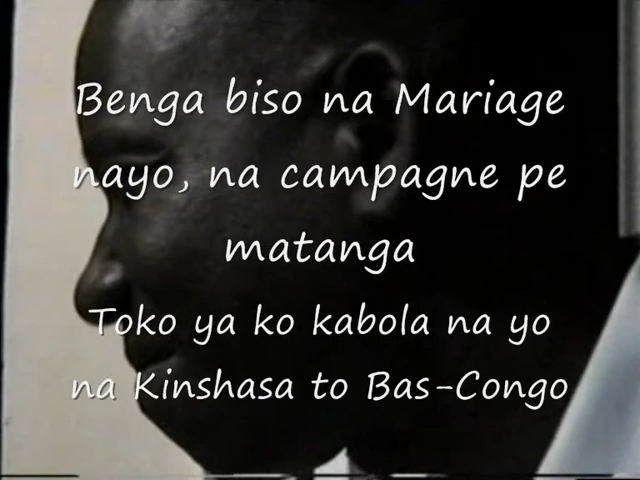 Benga biso na Mariage
nayo, na campagne pe
matanga
Toko ya ko kabola na yo
na Kinshasa to Bas-Congo